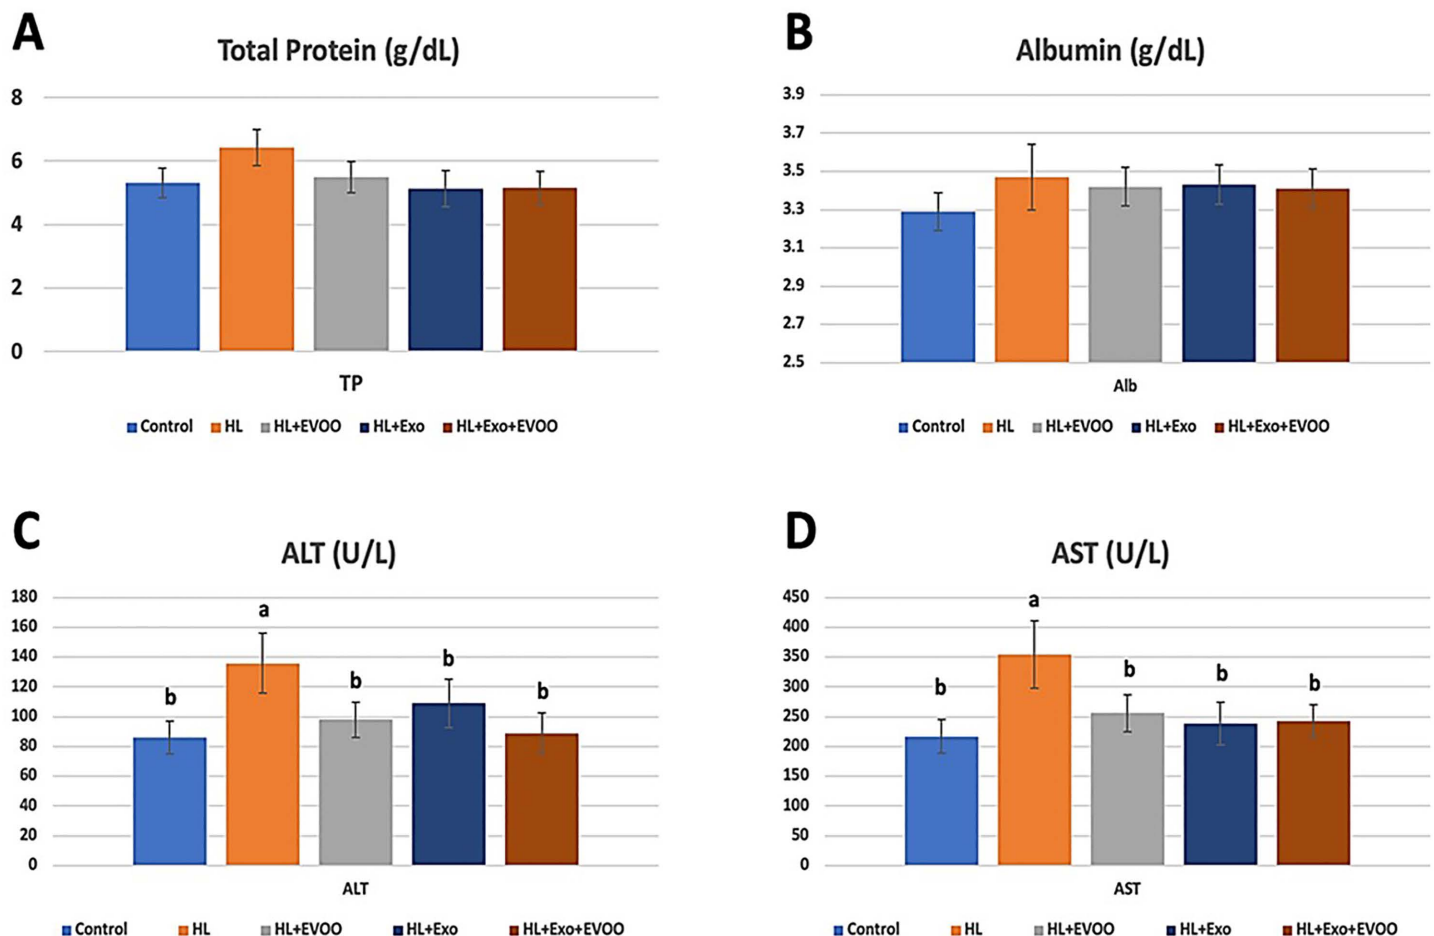 A
Total Protein (g/dL)
8
6
4
2
0
TP
Control HL HL+EVOO HL+Exo HL+Exo+EVOO
B
Albumin (g/dL)
3.9
3.7
3.5
3.3
3.1
2.9
2.7
2.5
Alb
Control HL HL+EVOO HL+Exo HL+Exo+EVOO
C
ALT (U/L)
180
160
140
120
100
80
60
40
20
0
b a b b b
ALT
Control HL HL+EVOO HL+Exo HL+Exo+EVOO
D
AST (U/L)
450
400
350
300
250
200
150
100
50
0
b a b b b
AST
Control HL HL+EVOO HL+Exo HL+Exo+EVOO